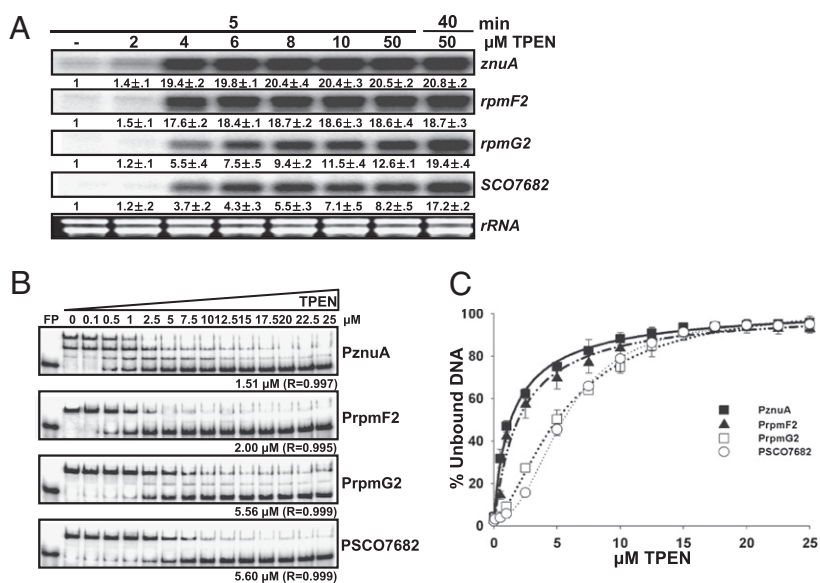 A
5 40 min
- 2 4 6 8 10 50 50 µM TPEN
znuA
1 1.4±.1 19.4±.2 19.8±.1 20.4±.4 20.4±.3 20.5±.2 20.8±.2
rpmF2
1 1.5±.1 17.6±.2 18.4±.1 18.7±.2 18.6±.3 18.6±.4 18.7±.3
rpmG2
1 1.2±.1 5.5±.4 7.5±.5 9.4±.2 11.5±.4 12.6±.1 19.4±.4
SCO7682
1 1.2±.2 3.7±.2 4.3±.3 5.5±.3 7.1±.5 8.2±.5 17.2±.2
rRNA
B
TPEN
FP 0 0.1 0.5 1 2.5 5 7.5 10 12.5 15 17.5 20 22.5 25 µM
PznuA
1.51 µM (R=0.997)
PrpmF2
2.00 µM (R=0.995)
PrpmG2
5.56 µM (R=0.999)
PSCO7682
5.60 µM (R=0.999)
C
% Unbound DNA
100
80
60
40
20
0
PznuA
PrpmF2
PrpmG2
PSCO7682
0 5 10 15 20 25
µM TPEN